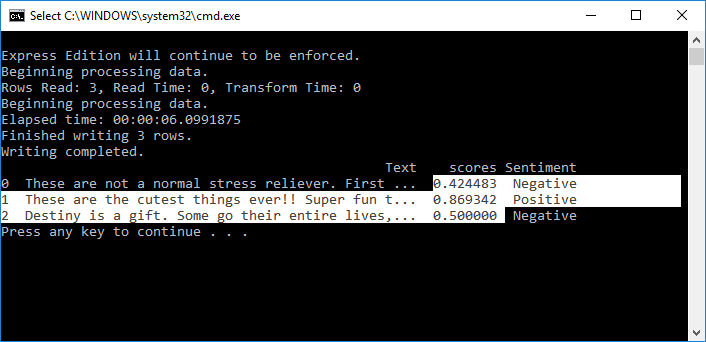 Select C:\WINDOWS\system32\cmd.exe
Express Edition will continue to be enforced.
Beginning processing data.
Rows Read: 3, Read Time: 0, Transform Time: 0
Beginning processing data.
Elapsed time: 00:00:06.0991875
Finished writing 3 rows.
Writing completed.
Text scores Sentiment
0 These are not a normal stress reliever. First ... 0.424483 Negative
1 These are the cutest things ever!! Super fun t... 0.869342 Positive
2 Destiny is a gift. Some go their entire lives,... 0.500000 Negative
Press any key to continue . . .